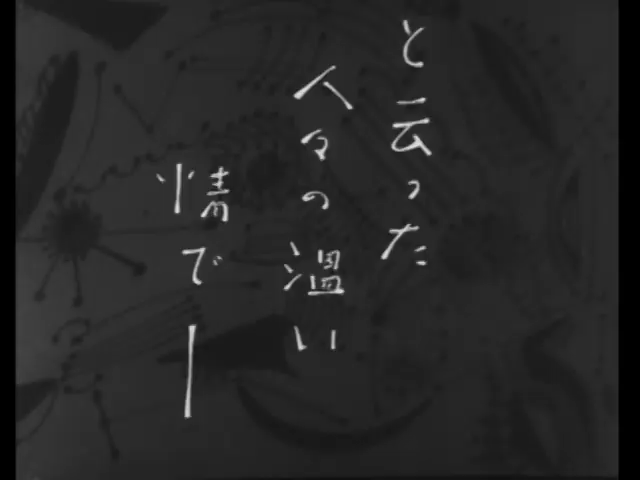 と云った
人々の温い
情で―